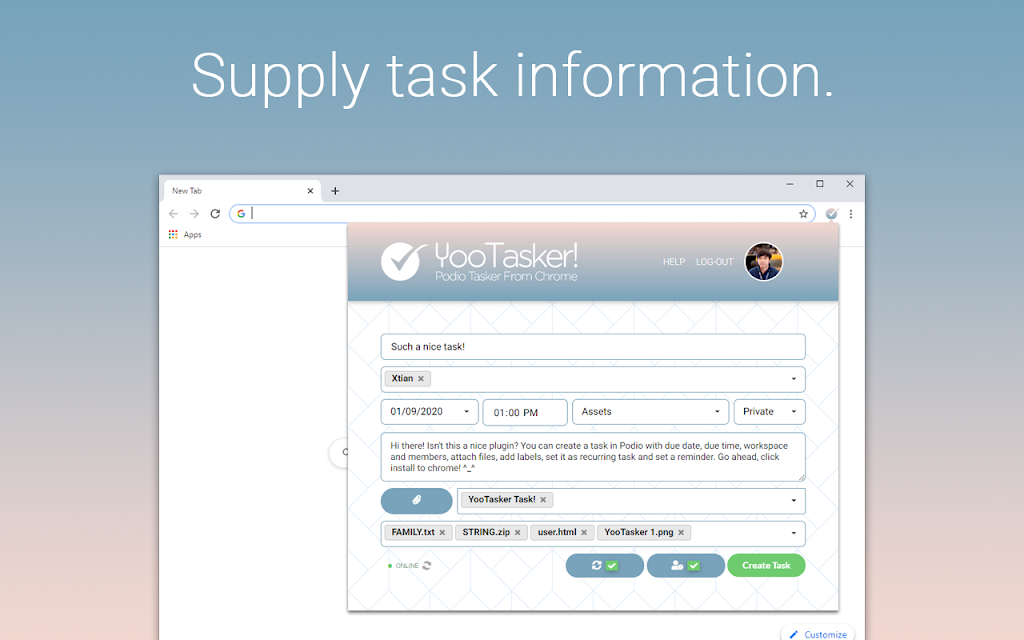 Supply task information.
New Tab
Apps
YooTasker!
Podio Tasker From Chrome
HELP LOG-OUT
Such a nice task!
Xtian
01/09/2020 01:00 PM Assets Private
Hi there! Isn't this a nice plugin? You can create a task in Podio with due date, due time, workspace
and members, attach files, add labels, set it as recurring task and set a reminder. Go ahead, click
install to chrome! ^_^
YooTasker Task!
FAMILY.txt STRING.zip user.html YooTasker 1.png
ONLINE
Create Task
Customize